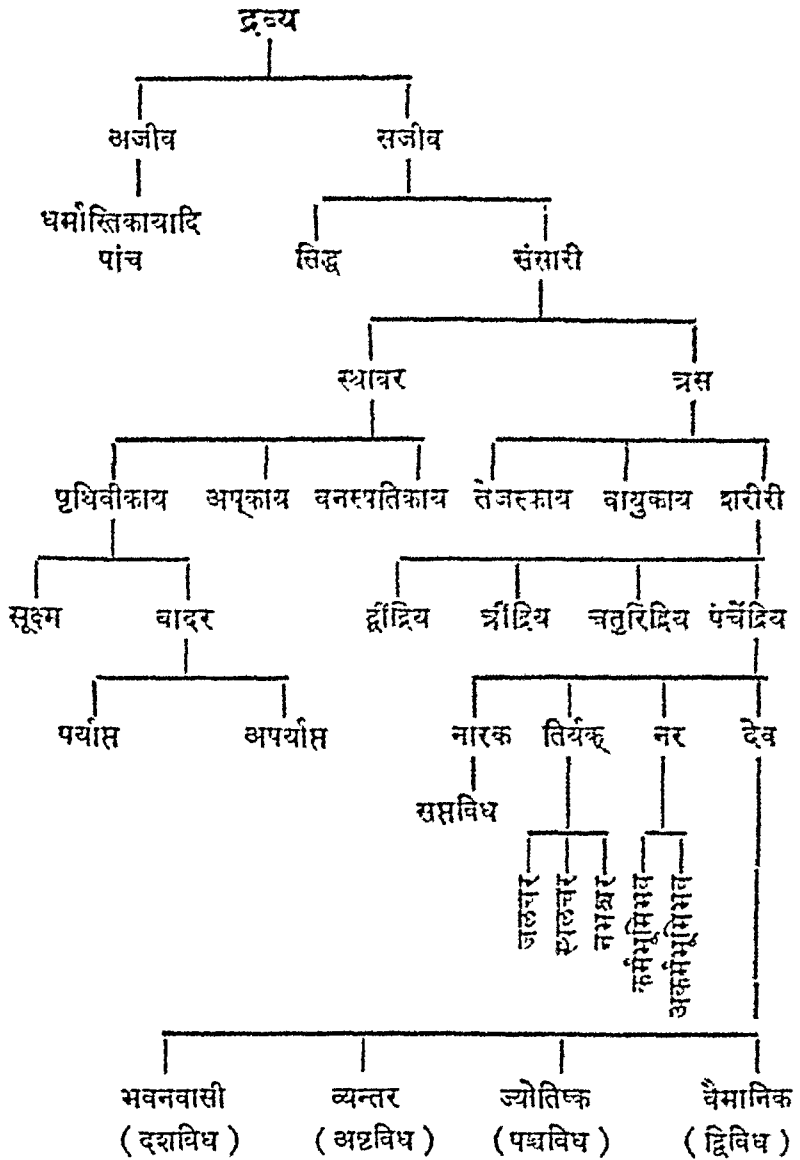 द्रव्य
अजीव सजीव
धर्मास्तिकायादि
पांच सिद्ध संसारी
स्थावर त्रस
पृथिवीकाय अप्काय वनस्पतिकाय तेजस्काय वायुकाय शरीरी
सूक्ष्म बादर द्वींद्रिय त्रींद्रिय चतुरिंद्रिय पंचेंद्रिय
पर्याप्त अपर्याप्त नारक तिर्यक् नर देव
सप्तविध
जलचर
स्थलचर
नभश्चर
कर्मभूमिभव
अकर्मभूमिभव
भवनवासी व्यन्तर ज्योतिष्क वैमानिक
(दशविध) (अष्टविध) (पञ्चविध) (द्विविध)